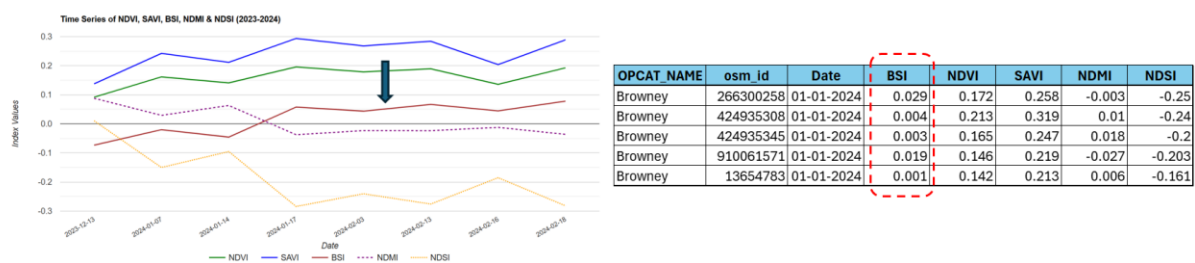 Time Series of NDVI, SAVI, BSI, NDMI & NDSI (2023-2024)
Index Values
0.3
0.2
0.1
0.0
-0.1
-0.2
-0.3
2023-12-13
2024-01-07
2024-01-14
2024-01-17
2024-02-03
2024-02-13
2024-02-16
2024-02-18
Date
NDVI SAVI BSI NDMI NDSI
OPCAT_NAME osm_id Date BSI NDVI SAVI NDMI NDSI
Browney 266300258 01-01-2024 0.029 0.172 0.258 -0.003 -0.25
Browney 424935308 01-01-2024 0.004 0.213 0.319 0.01 -0.24
Browney 424935345 01-01-2024 0.003 0.165 0.247 0.018 -0.2
Browney 910061571 01-01-2024 0.019 0.146 0.219 -0.027 -0.203
Browney 13654783 01-01-2024 0.001 0.142 0.213 0.006 -0.161